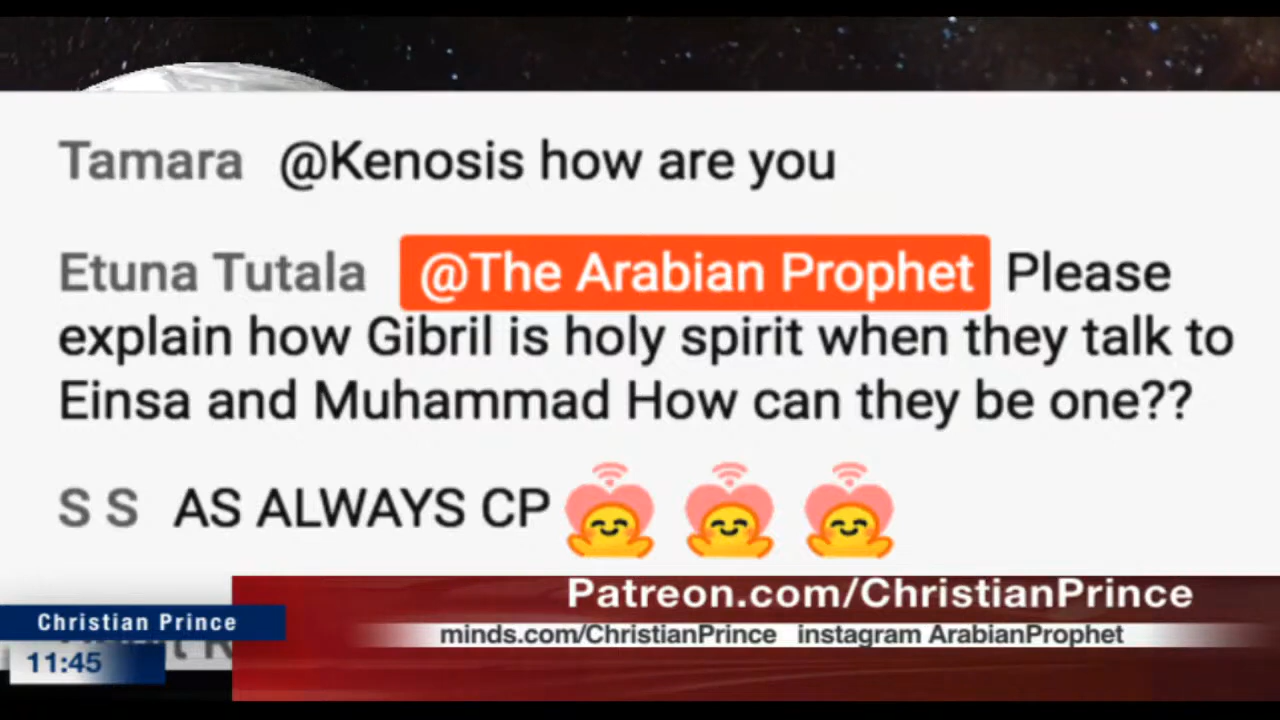 Tamara @Kenosis how are you
Etuna Tutala @The Arabian Prophet Please
explain how Gibril is holy spirit when they talk to
Einsa and Muhammad How can they be one??
S S AS ALWAYS CP
Patreon.com/ChristianPrince
Christian Prince
minds.com/ChristianPrince instagram ArabianProphet
11:45